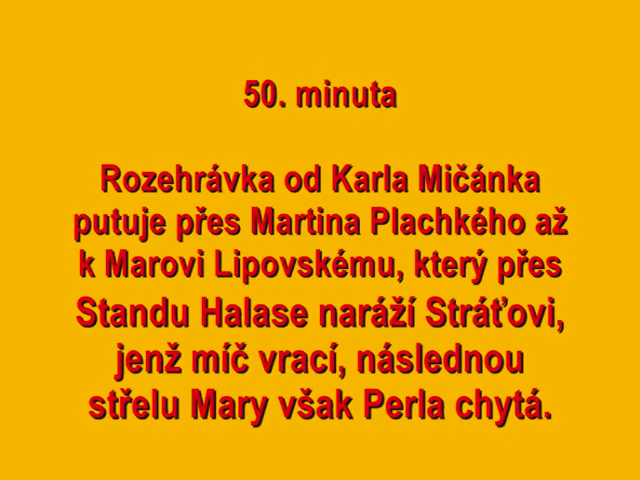 50. minuta
Rozehrávka od Karla Mičánka
putuje přes Martina Plachkého až
k Marovi Lipovskému, který přes
Standu Halase naráží Stráťovi,
jenž míč vrací, následnou
střelu Mary však Perla chytá.